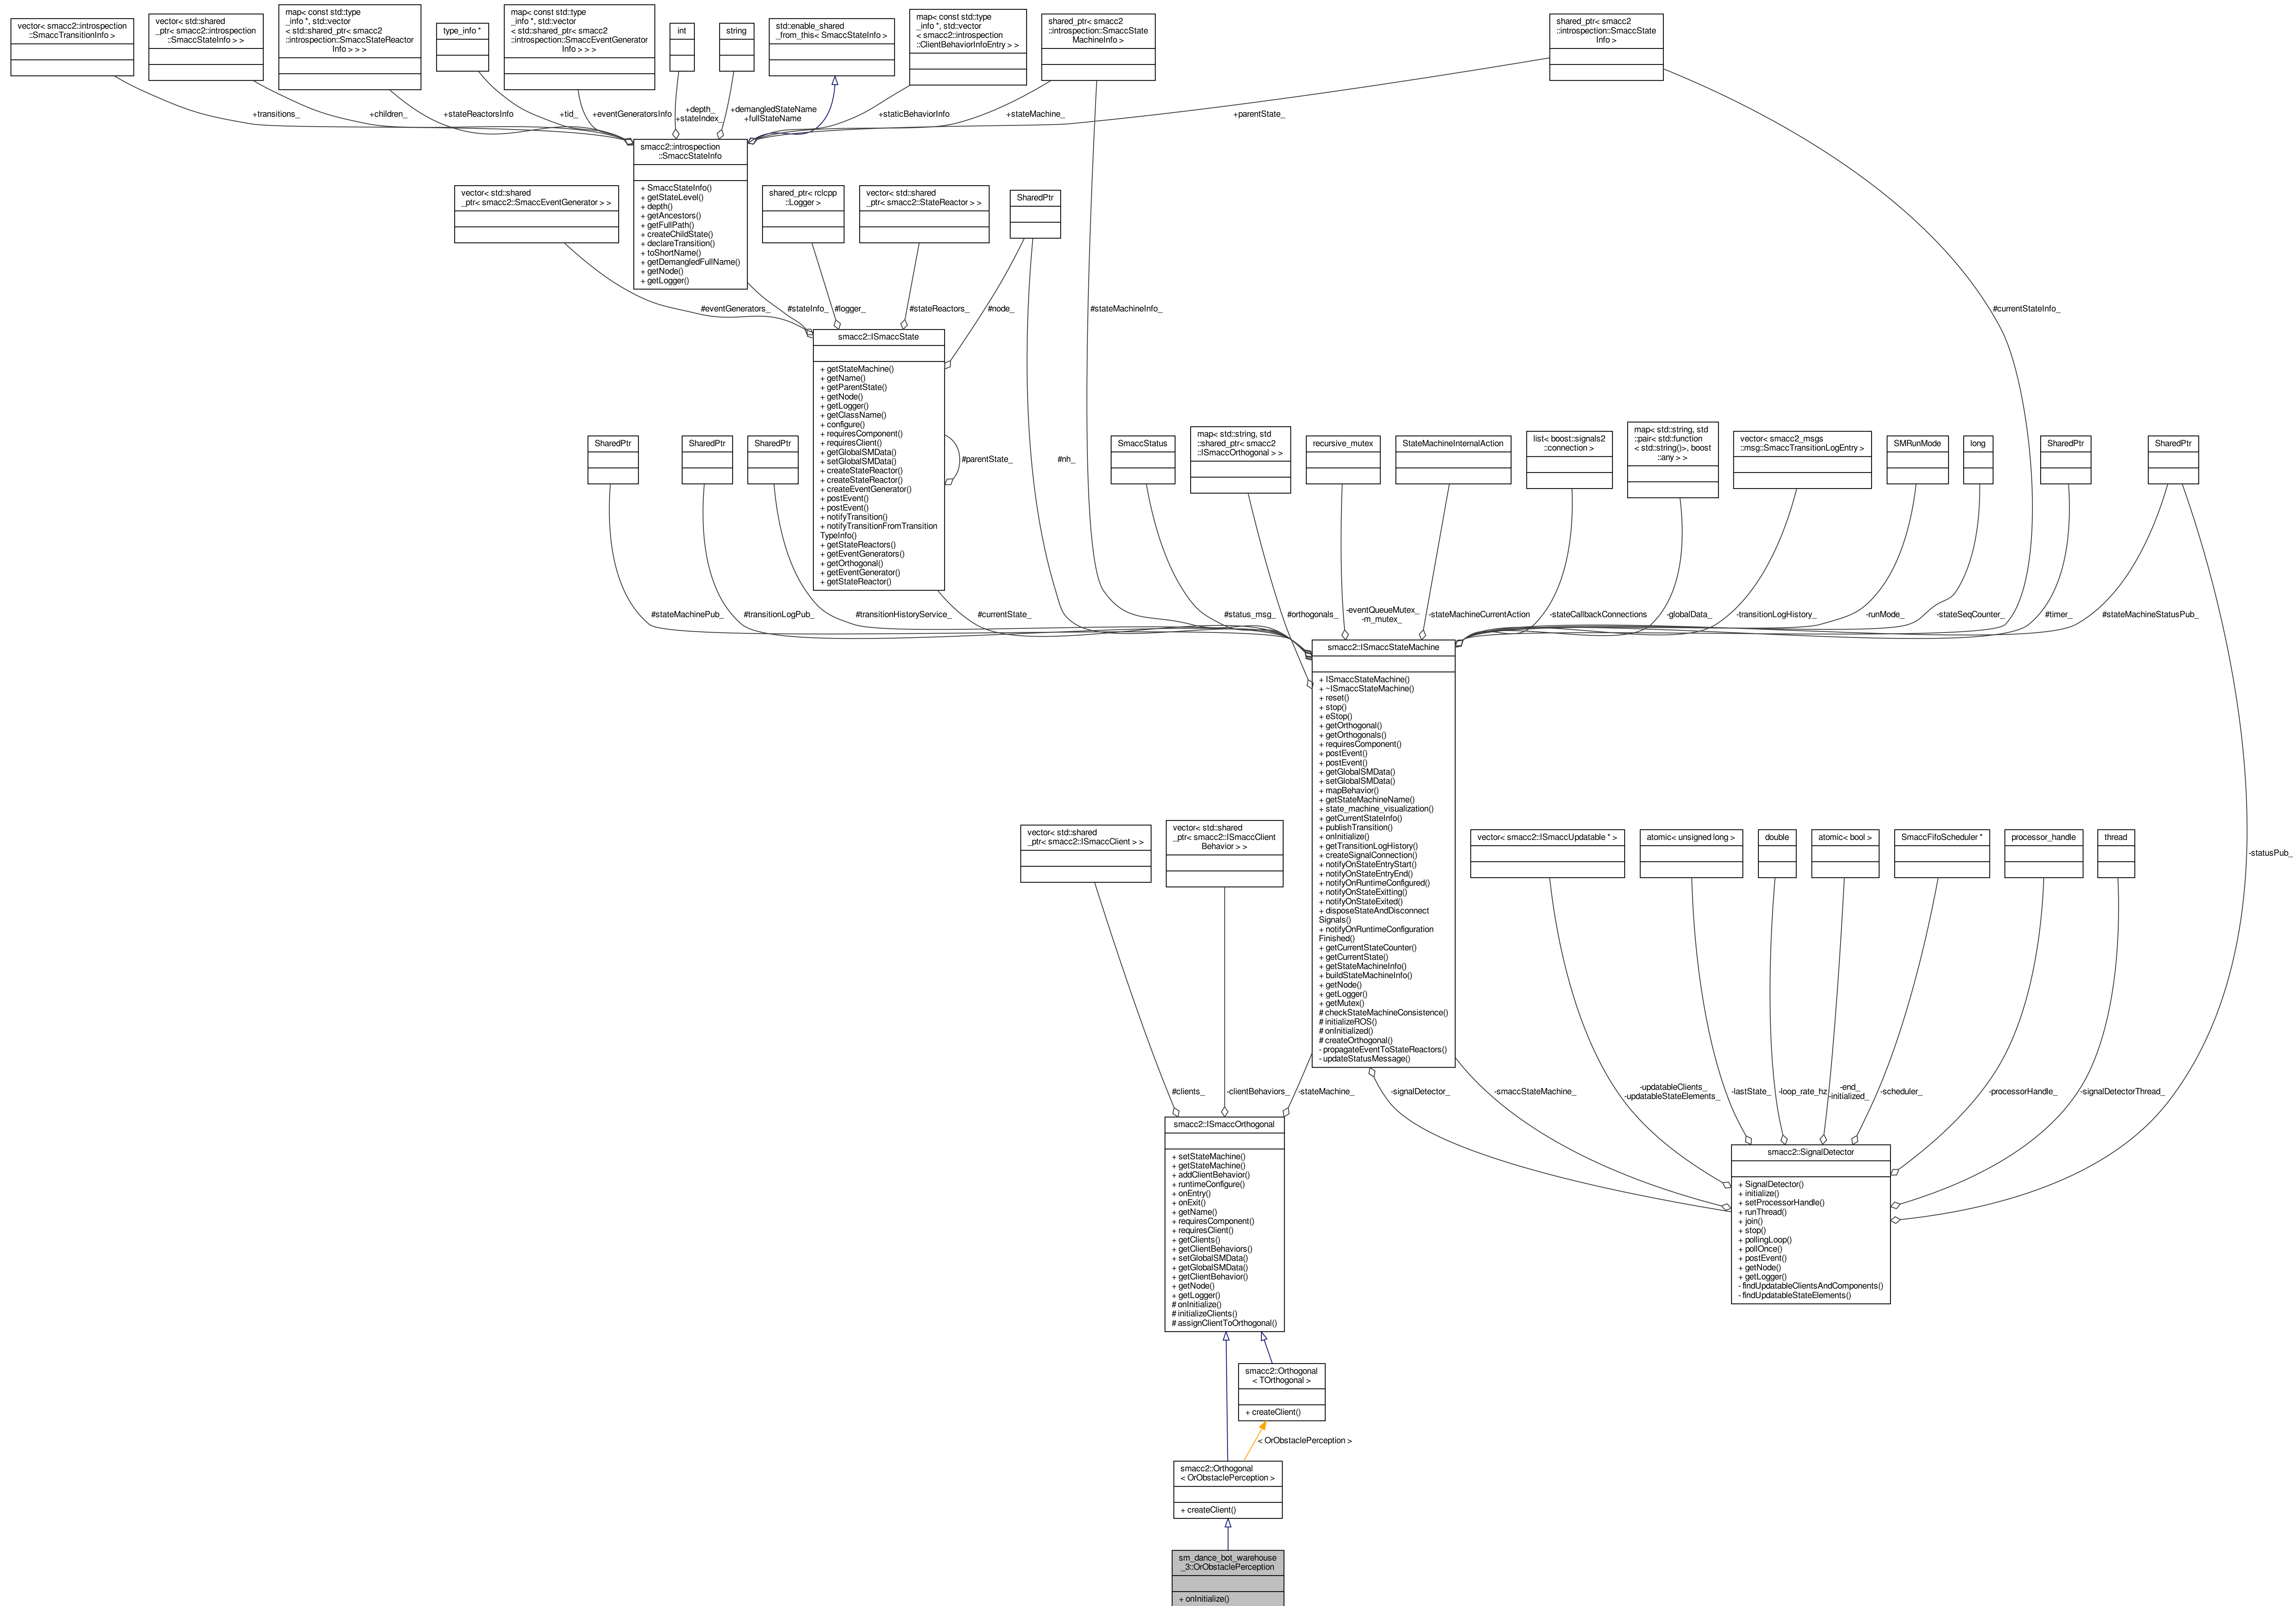 vector< smacc2::introspection
::SmaccTransitionInfo >
vector< std::shared
_ptr< smacc2::introspection
::SmaccStateInfo > >
map< const std::type
_info *, std::vector
< std::shared_ptr< smacc2
::introspection::SmaccStateReactor
Info > > >
type_info *
map< const std::type
_info *, std::vector
< std::shared_ptr< smacc2
::introspection::SmaccEventGenerator
Info > > >
int
string
std::enable_shared
_from_this< SmaccStateInfo >
map< const std::type
_info *, std::vector
< smacc2::introspection
::ClientBehaviorInfoEntry > >
shared_ptr< smacc2
::introspection::SmaccState
MachineInfo >
shared_ptr< smacc2
::introspection::SmaccState
Info >
+transitions_
+children_
+stateReactorsInfo
+tid_
+eventGeneratorsInfo
+depth_
+stateIndex_
+demangledStateName
+fullStateName
+staticBehaviorInfo
+stateMachine_
+parentState_
smacc2::introspection
::SmaccStateInfo
+ SmaccStateInfo()
+ getStateLevel()
+ depth()
+ getAncestors()
+ getFullPath()
+ createChildState()
+ declareTransition()
+ toShortName()
+ getDemangledFullName()
+ getNode()
+ getLogger()
vector< std::shared
_ptr< smacc2::SmaccEventGenerator > >
shared_ptr< rclcpp
::Logger >
vector< std::shared
_ptr< smacc2::StateReactor > >
SharedPtr
#eventGenerators_
#stateInfo_
#logger_
#stateReactors_
#node_
#stateMachineInfo_
#currentStateInfo_
smacc2::ISmaccState
+ getStateMachine()
+ getName()
+ getParentState()
+ getNode()
+ getLogger()
+ getClassName()
+ configure()
+ requiresComponent()
+ requiresClient()
+ getGlobalSMData()
+ setGlobalSMData()
+ createStateReactor()
+ createStateReactor()
+ createEventGenerator()
+ postEvent()
+ postEvent()
+ notifyTransition()
+ notifyTransitionFromTransition
TypeInfo()
+ getStateReactors()
+ getEventGenerators()
+ getOrthogonal()
+ getEventGenerator()
+ getStateReactor()
#parentState_
#nh_
SharedPtr
SharedPtr
SharedPtr
SmaccStatus
map< std::string, std
::shared_ptr< smacc2
::ISmaccOrthogonal > >
recursive_mutex
StateMachineInternalAction
list< boost::signals2
::connection >
map< std::string, std
::pair< std::function
< std::string()>, boost
::any > >
vector< smacc2_msgs
::msg::SmaccTransitionLogEntry >
SMRunMode
long
SharedPtr
SharedPtr
#stateMachinePub_
#transitionLogPub_
#transitionHistoryService_
#currentState_
#status_msg_
#orthogonals_
-eventQueueMutex_
-m_mutex_
-stateMachineCurrentAction
-stateCallbackConnections
-globalData_
-transitionLogHistory_
-runMode_
-stateSeqCounter_
#timer_
#stateMachineStatusPub_
smacc2::ISmaccStateMachine
+ ISmaccStateMachine()
+ ~ISmaccStateMachine()
+ reset()
+ stop()
+ eStop()
+ getOrthogonal()
+ getOrthogonals()
+ requiresComponent()
+ postEvent()
+ postEvent()
+ getGlobalSMData()
+ setGlobalSMData()
+ mapBehavior()
+ getStateMachineName()
+ state_machine_visualization()
+ getCurrentStateInfo()
+ publishTransition()
+ onInitialize()
+ getTransitionLogHistory()
+ createSignalConnection()
+ notifyOnStateEntryStart()
+ notifyOnStateEntryEnd()
+ notifyOnRuntimeConfigured()
+ notifyOnStateExitting()
+ notifyOnStateExited()
+ disposeStateAndDisconnect
Signals()
+ notifyOnRuntimeConfiguration
Finished()
+ getCurrentStateCounter()
+ getCurrentState()
+ getStateMachineInfo()
+ buildStateMachineInfo()
+ getNode()
+ getLogger()
+ getMutex()
# checkStateMachineConsistence()
# initializeROS()
# onInitialized()
# createOrthogonal()
- propagateEventToStateReactors()
- updateStatusMessage()
vector< std::shared
_ptr< smacc2::ISmaccClient > >
vector< std::shared
_ptr< smacc2::ISmaccClient
Behavior > >
vector< smacc2::ISmaccUpdatable * >
atomic< unsigned long >
double
atomic< bool >
SmaccFifoScheduler *
processor_handle
thread
-statusPub_
#clients_
-clientBehaviors_
-stateMachine_
-signalDetector_
-smaccStateMachine_
-updatableClients_
-updatableStateElements_
-lastState_
-loop_rate_hz
-end_
-initialized_
-scheduler_
-processorHandle_
-signalDetectorThread_
smacc2::ISmaccOrthogonal
+ setStateMachine()
+ getStateMachine()
+ addClientBehavior()
+ runtimeConfigure()
+ onEntry()
+ onExit()
+ getName()
+ requiresComponent()
+ requiresClient()
+ getClients()
+ getClientBehaviors()
+ setGlobalSMData()
+ getGlobalSMData()
+ getClientBehavior()
+ getNode()
+ getLogger()
# onInitialize()
# initializeClients()
# assignClientToOrthogonal()
smacc2::SignalDetector
+ SignalDetector()
+ initialize()
+ setProcessorHandle()
+ runThread()
+ join()
+ stop()
+ pollingLoop()
+ pollOnce()
+ postEvent()
+ getNode()
+ getLogger()
- findUpdatableClientsAndComponents()
- findUpdatableStateElements()
smacc2::Orthogonal
< TOrthogonal >
+ createClient()
< OrObstaclePerception >
smacc2::Orthogonal
< OrObstaclePerception >
+ createClient()
sm_dance_bot_warehouse
_3::OrObstaclePerception
+ onInitialize()